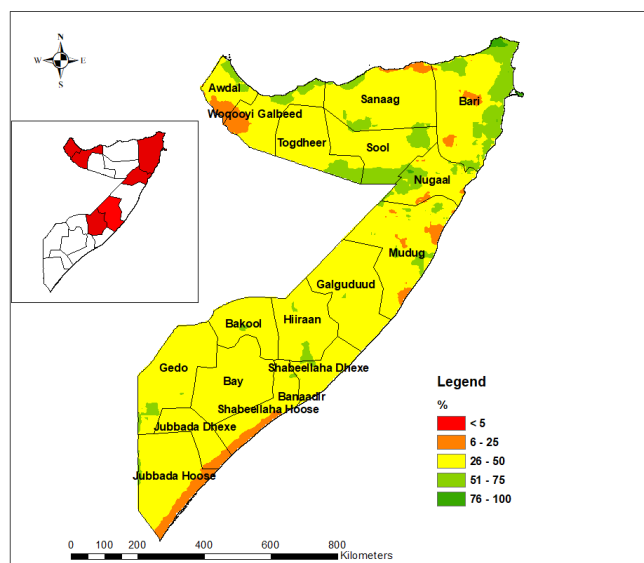 N
W E
S
Awdal
Sanaag
Bari
Woqooyi Galbeed
Togdheer
Sool
Nugaal
Mudug
Galguduud
Bakool
Hiiraan
Gedo
Shabeellaha Dhexe
Bay
Banaadir
Shabeellaha Hoose
Jubbada Dhexe
Jubbada Hoose
Legend
%
< 5
6 - 25
26 - 50
51 - 75
76 - 100
0 100 200 400 600 800
Kilometers